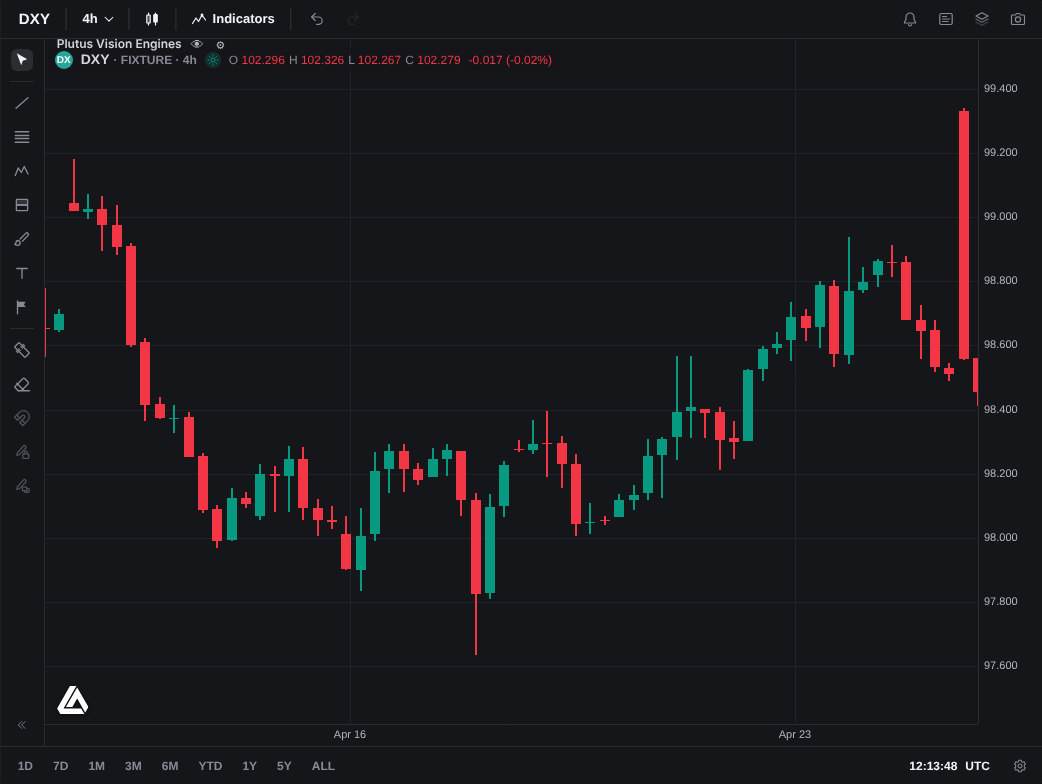 DXY 4h Indicators
Plutus Vision Engines
DX DXY · FIXTURE · 4h O 102.296 H 102.326 L 102.267 C 102.279 -0.017 (-0.02%)
99.400
99.200
99.000
98.800
98.600
98.400
98.200
98.000
97.800
97.600
Apr 16 Apr 23
1D 7D 1M 3M 6M YTD 1Y 5Y ALL 12:13:48 UTC